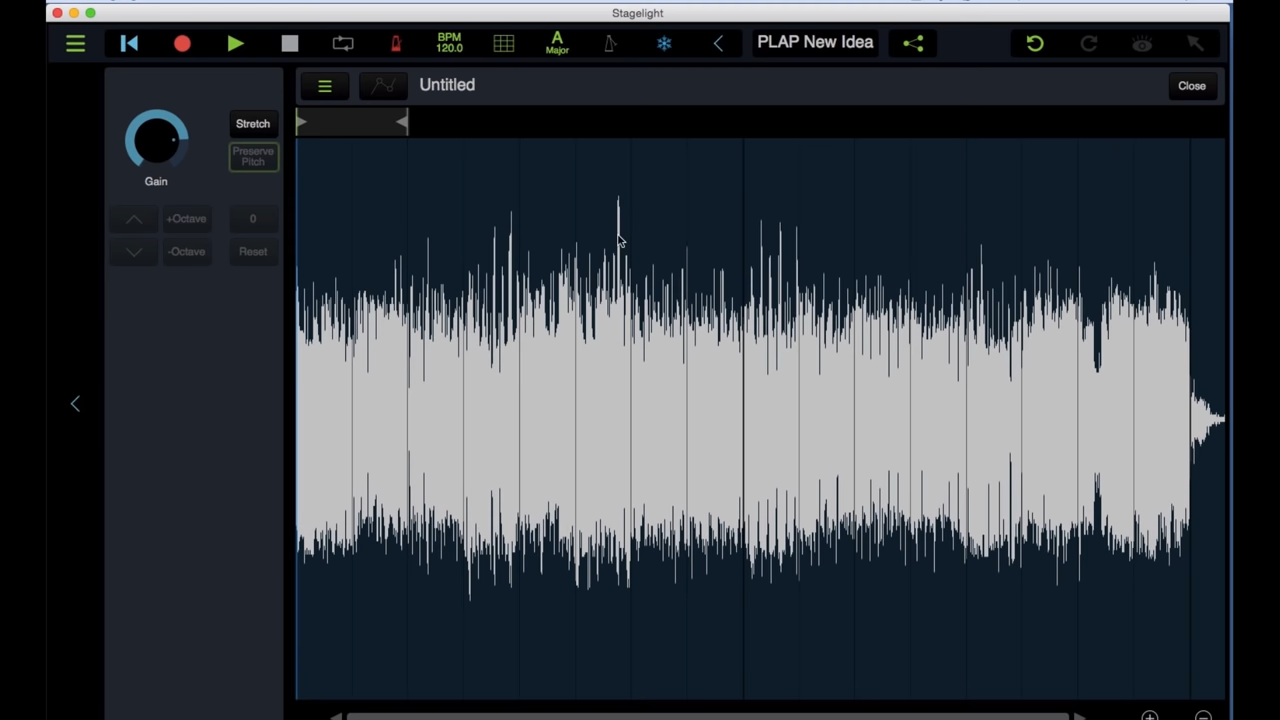 Stagelight
BPM
120.0
A
Major
PLAP New Idea
Untitled
Close
Stretch
Preserve
Pitch
Gain
+Octave
0
-Octave
Reset